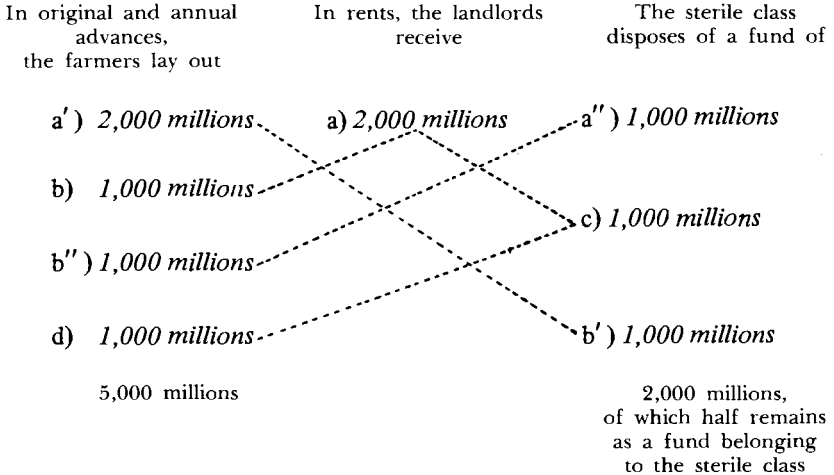 In original and annual
advances,
the farmers lay out
In rents, the landlords
receive
The sterile class
disposes of a fund of
a′) 2,000 millions
a) 2,000 millions
a″) 1,000 millions
b) 1,000 millions
c) 1,000 millions
b″) 1,000 millions
d) 1,000 millions
b′) 1,000 millions
5,000 millions
2,000 millions,
of which half remains
as a fund belonging
to the sterile class